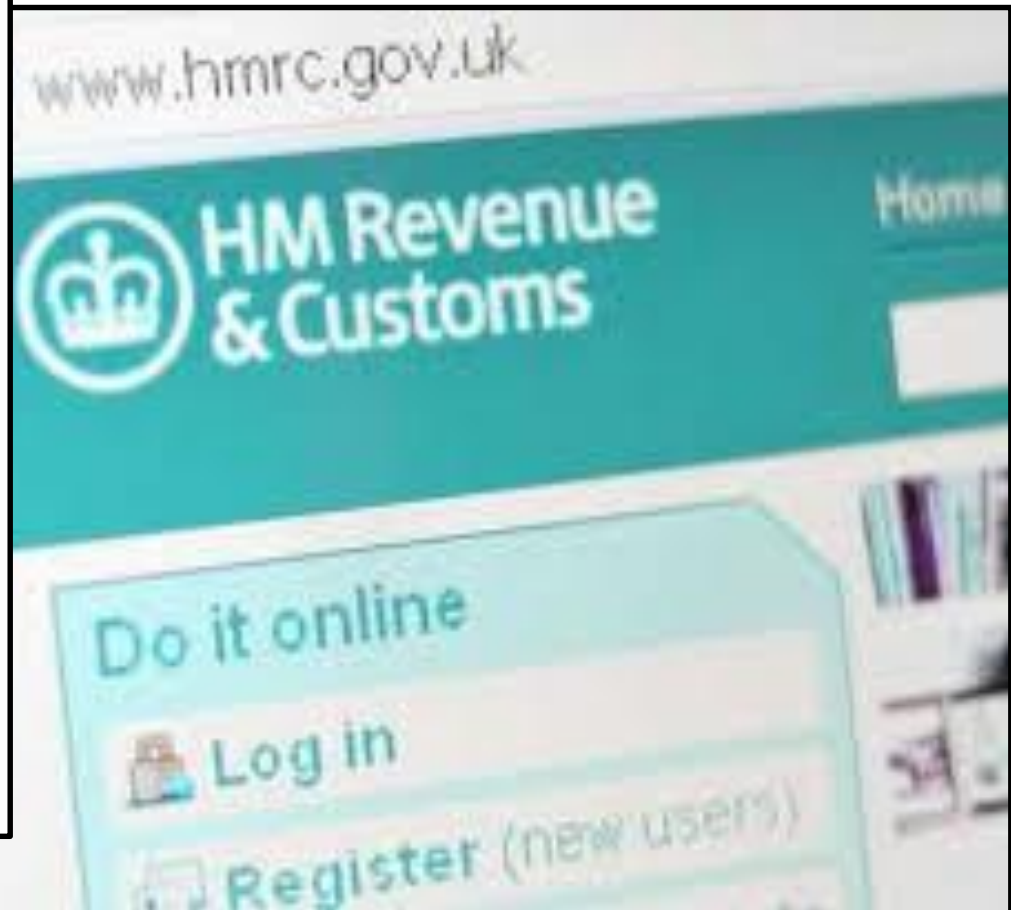 www.hmrc.gov.uk
HM Revenue
& Customs
Home
Do it online
Log in
Register (new users)